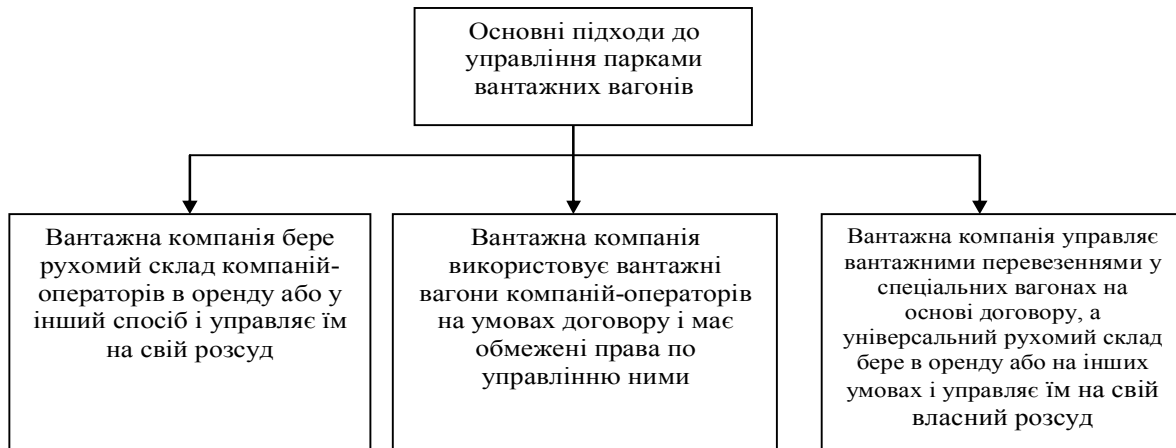 Основні підходи до
управління парками
вантажних вагонів
Вантажна компанія бере
рухомий склад компаній-
операторів в оренду або у
інший спосіб і управляє їм
на свій розсуд
Вантажна компанія
використовує вантажні
вагони компаній-операторів
на умовах договору і має
обмежені права по
управлінню ними
Вантажна компанія управляє
вантажними перевезеннями у
спеціальних вагонах на
основі договору, а
універсальний рухомий склад
бере в оренду або на інших
умовах і управляє їм на свій
власний розсуд